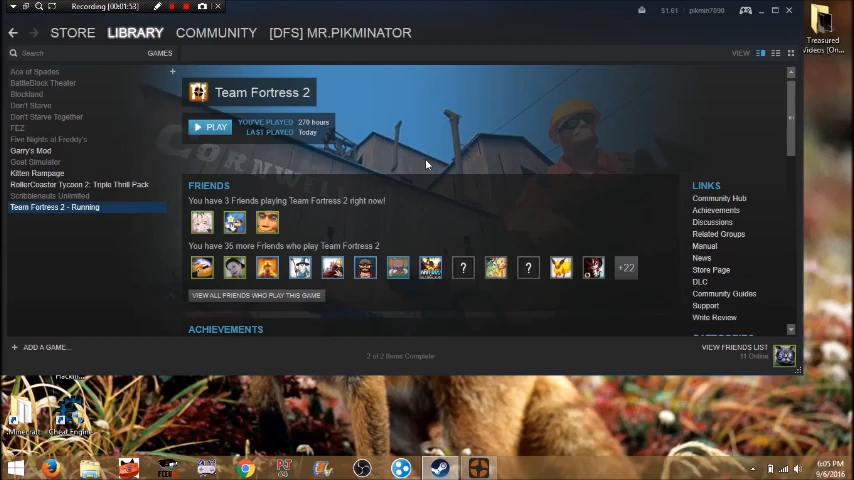 Recording [00:01:53]
$1.61 pikmin7890
STORE LIBRARY COMMUNITY [DFS] MR.PIKMINATOR
Search GAMES VIEW
Ace of Spades
BattleBlock Theater
Blockland
Don't Starve
Don't Starve Together
FEZ
Five Nights at Freddy's
Garry's Mod
Goat Simulator
Kitten Rampage
RollerCoaster Tycoon 2: Triple Thrill Pack
Scribblenauts Unlimited
Team Fortress 2 - Running
Team Fortress 2
PLAY
YOU'VE PLAYED 270 hours
LAST PLAYED Today
CORNWELL
FRIENDS
You have 3 Friends playing Team Fortress 2 right now!
You have 35 more Friends who play Team Fortress 2
? ? +22
VIEW ALL FRIENDS WHO PLAY THIS GAME
ACHIEVEMENTS
LINKS
Community Hub
Achievements
Discussions
Related Groups
Manual
News
Store Page
DLC
Community Guides
Support
Write Review
+ ADD A GAME...
2 of 2 Items Complete
VIEW FRIENDS LIST
11 Online
Treasured
Videos (On...
Minecraft
Cheat Engine
6:05 PM
9/6/2016